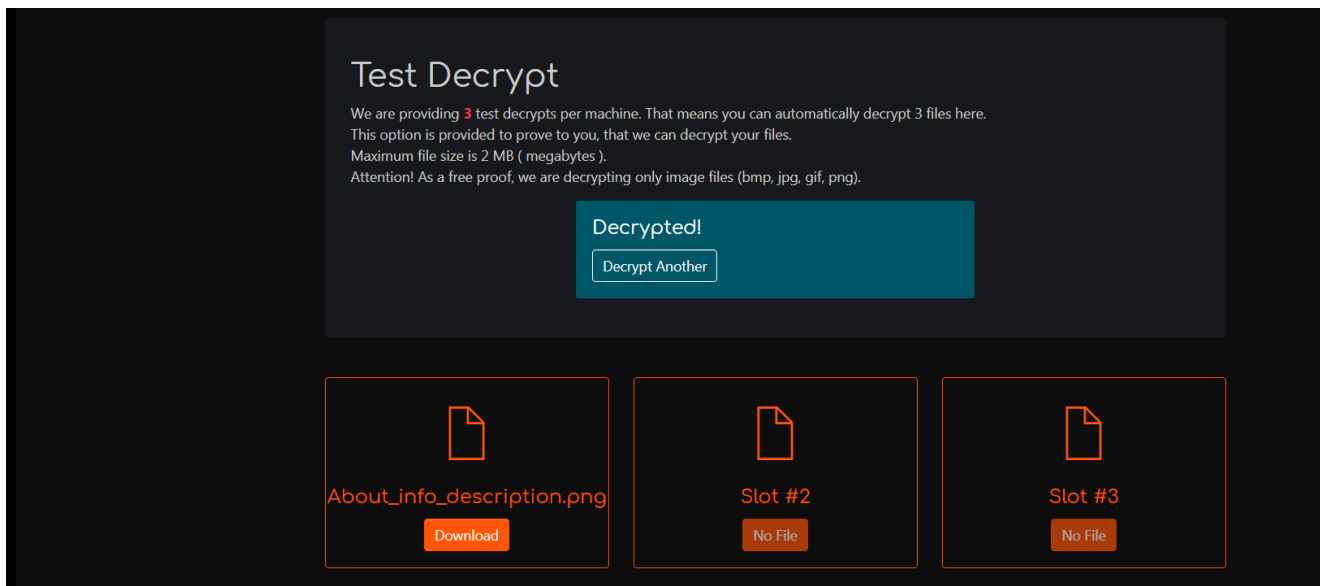 Test Decrypt
We are providing 3 test decrypts per machine. That means you can automatically decrypt 3 files here.
This option is provided to prove to you, that we can decrypt your files.
Maximum file size is 2 MB ( megabytes ).
Attention! As a free proof, we are decrypting only image files (bmp, jpg, gif, png).
Decrypted!
Decrypt Another
About_info_description.png
Download
Slot #2
No File
Slot #3
No File